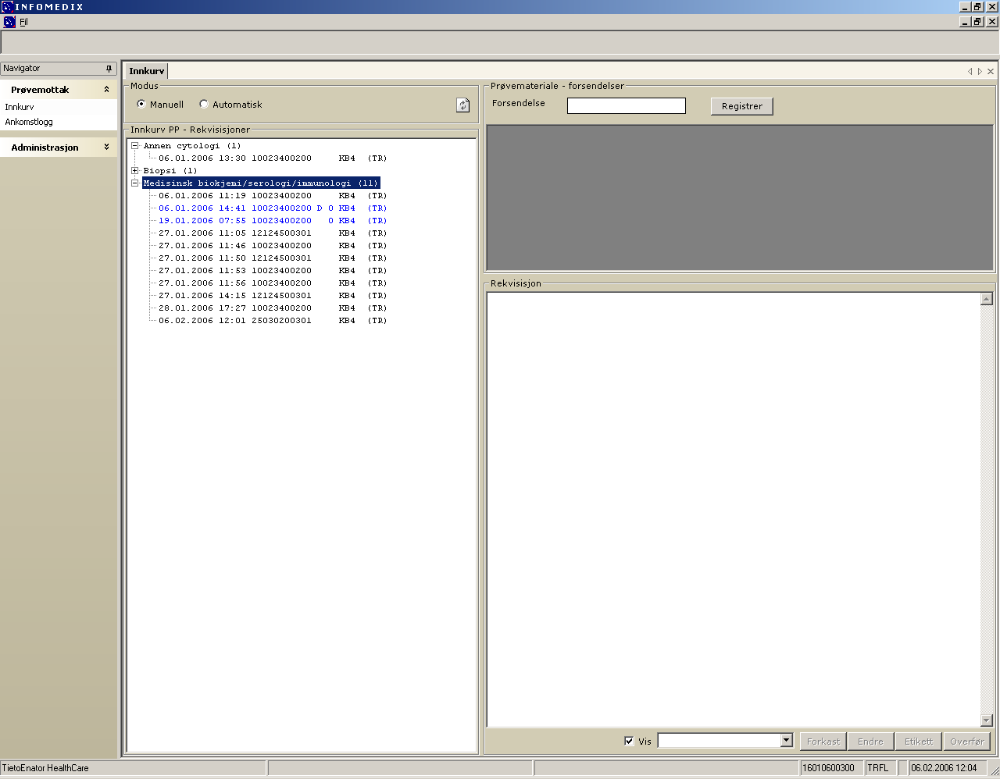 INFOMEDIX
Fil
Navigator
Prøvemottak
Innkurv
Ankomstlogg
Administrasjon
Innkurv
Modus
Manuell Automatisk
Innkurv PP - Rekvisisjoner
Annen cytologi (1)
06.01.2006 13:30 10023400200 KB4 (TR)
Biopsi (1)
Medisinsk biokjemi/serologi/immunologi (11)
06.01.2006 11:19 10023400200 KB4 (TR)
06.01.2006 14:41 10023400200 D O KB4 (TR)
19.01.2006 07:55 10023400200 O KB4 (TR)
27.01.2006 11:05 12124500301 KB4 (TR)
27.01.2006 11:46 10023400200 KB4 (TR)
27.01.2006 11:50 12124500301 KB4 (TR)
27.01.2006 11:53 10023400200 KB4 (TR)
27.01.2006 11:56 10023400200 KB4 (TR)
27.01.2006 14:15 12124500301 KB4 (TR)
28.01.2006 17:27 10023400200 KB4 (TR)
06.02.2006 12:01 25030200301 KB4 (TR)
Prøvemateriale - forsendelser
Forsendelse Registrer
Rekvisisjon
Vis Forkast Endre Etikett Overfør
TietoEnator HealthCare 16010600300 TRFL 06.02.2006 12:04